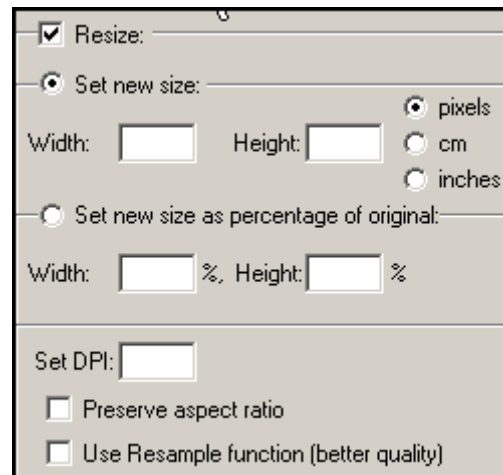 Resize:
Set new size:
pixels
Width: Height: cm
inches
Set new size as percentage of original:
Width: %, Height: %
Set DPI:
Preserve aspect ratio
Use Resample function (better quality)